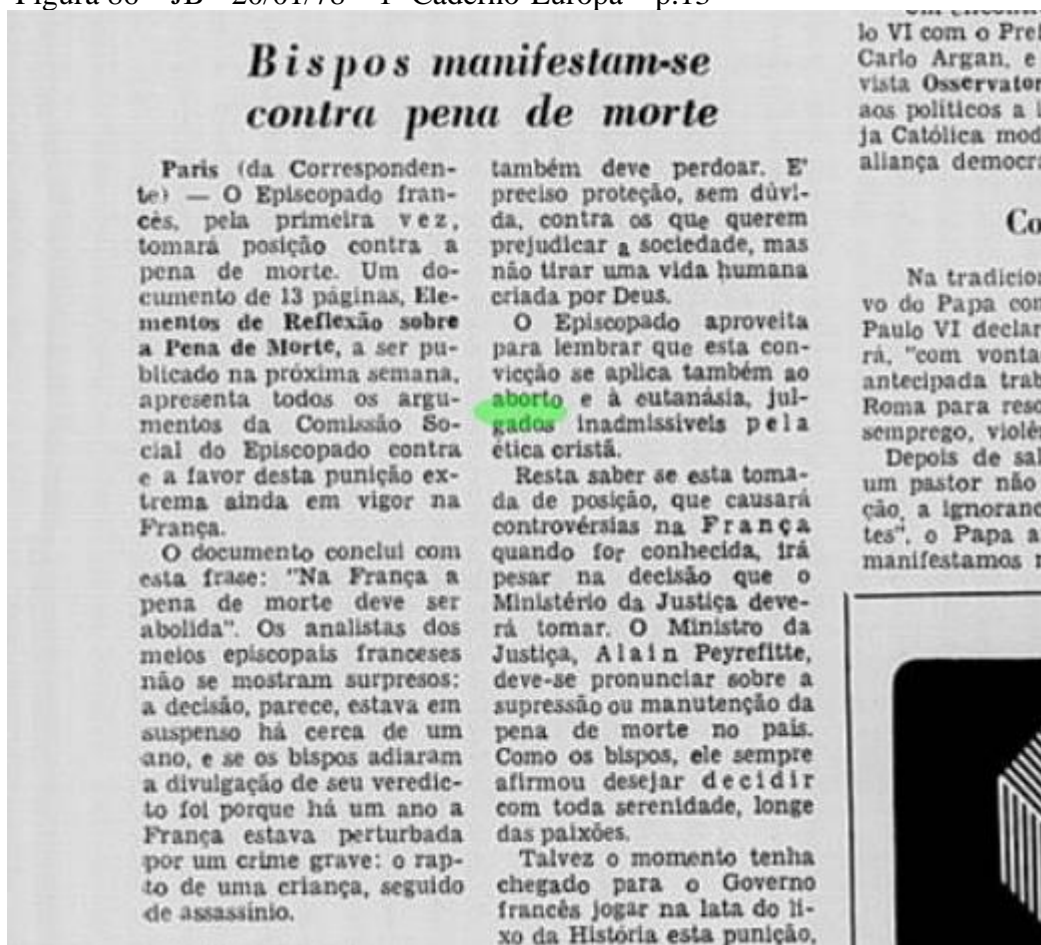 Bispos manifestam-se
contra pena de morte
Paris (da Corresponden-
te) — O Episcopado fran-
cês, pela primeira vez,
tomará posição contra a
pena de morte. Um do-
cumento de 13 páginas, Ele-
mentos de Reflexão sobre
a Pena de Morte, a ser pu-
blicado na próxima semana,
apresenta todos os argu-
mentos da Comissão So-
cial do Episcopado contra
e a favor desta punição ex-
trema ainda em vigor na
França.
O documento conclui com
esta frase: "Na França a
pena de morte deve ser
abolida". Os analistas dos
meios episcopais franceses
não se mostram surpresos:
a decisão, parece, estava em
suspenso há cerca de um
ano, e se os bispos adiaram
a divulgação de seu veredic-
to foi porque há um ano a
França estava perturbada
por um crime grave: o rap-
to de uma criança, seguido
de assassínio.
também deve perdoar. E'
preciso proteção, sem dúvi-
da, contra os que querem
prejudicar a sociedade, mas
não tirar uma vida humana
criada por Deus.
O Episcopado aproveita
para lembrar que esta con-
vicção se aplica também ao
aborto e à eutanásia, jul-
gados inadmissíveis pela
ética cristã.
Resta saber se esta toma-
da de posição, que causará
controvérsias na França
quando for conhecida, irá
pesar na decisão que o
Ministério da Justiça deve-
rá tomar. O Ministro da
Justiça, Alain Peyrefitte,
deve-se pronunciar sobre a
supressão ou manutenção da
pena de morte no país.
Como os bispos, ele sempre
afirmou desejar decidir
com toda serenidade, longe
das paixões.
Talvez o momento tenha
chegado para o Governo
francês jogar na lata do li-
xo da História esta punição,
lo VI com o Pre
Carlo Argan, e
vista Osservator
aos políticos a
ja Católica mod
aliança democra
Co
Na tradicion
vo do Papa con
Paulo VI declar
rá, "com vonta
antecipada trab
Roma para reso
semprego, violê
Depois de sal
um pastor não
ção, a ignoranc
tes", o Papa a
manifestamos